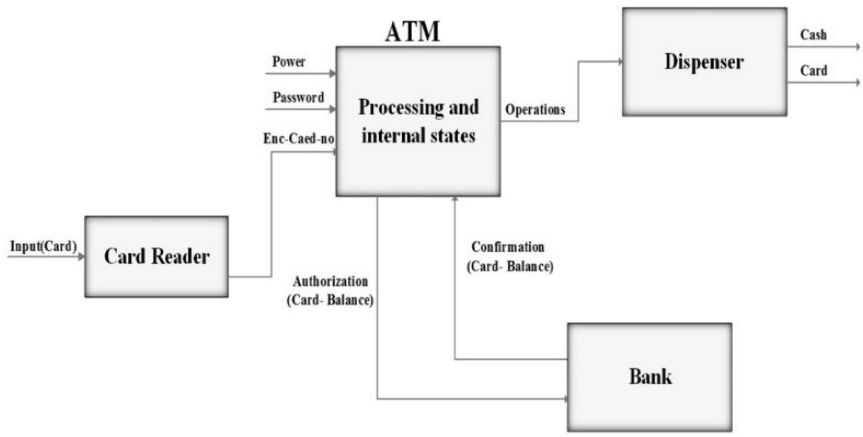 ATM
Cash
Dispenser
Card
Power
Password
Processing and
internal states
Operations
Enc-Caed-no
Input(Card)
Card Reader
Confirmation
(Card- Balance)
Authorization
(Card- Balance)
Bank